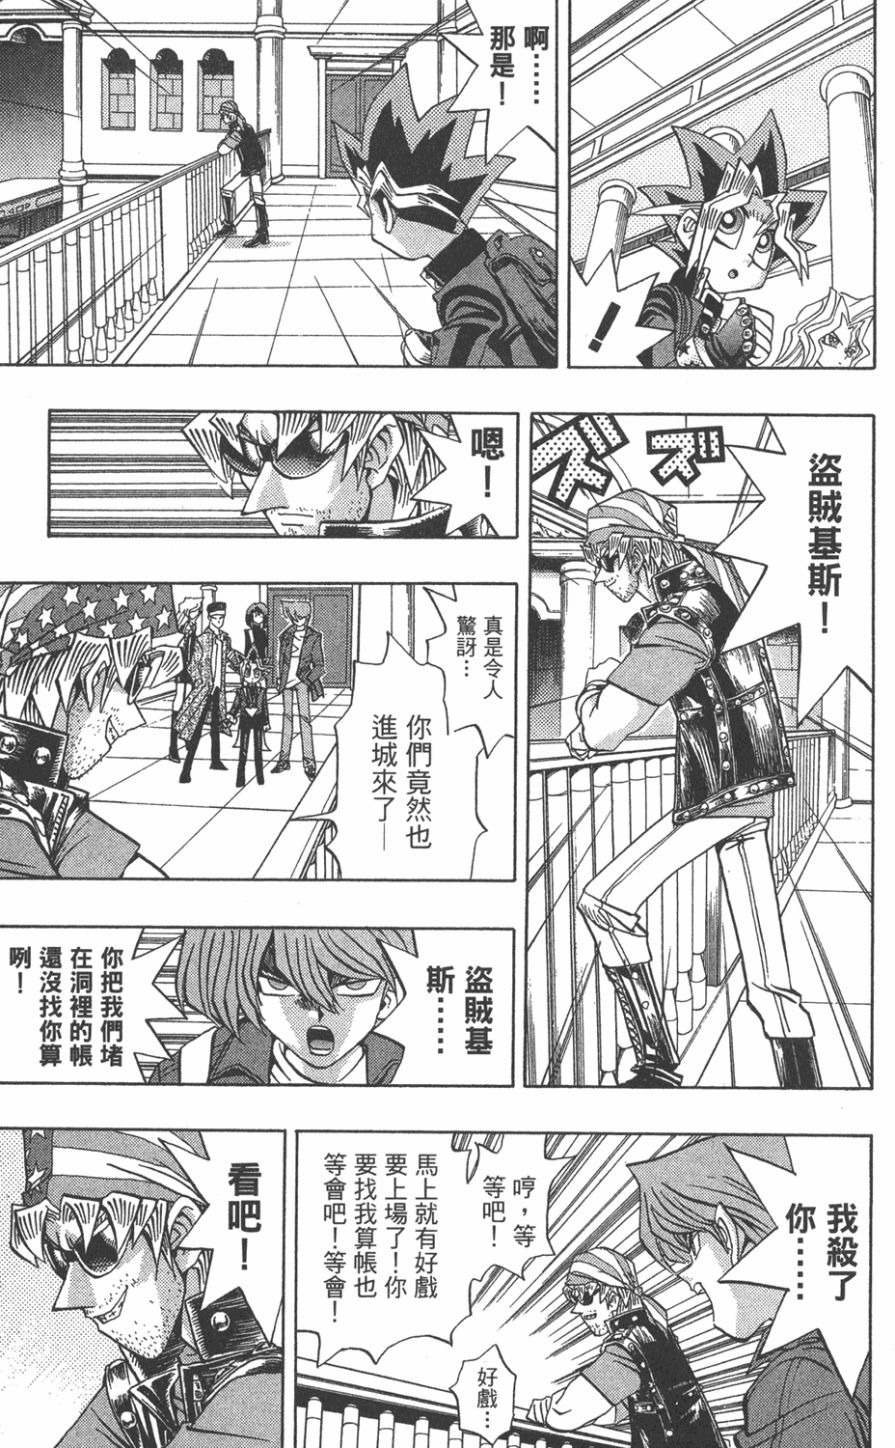 ！
啊……
那是！
盜賊基斯！
ズズ
嗯！
真是令人
驚訝…
你們竟然也
進城來了—
盜賊基
斯……
你把我們堵
在洞裡的帳
還沒找你算
咧！
我殺了
你……
哼，等
等吧！
馬上就有好戲
要上場了！你
要找我算帳也
等會吧！等會！
好戲…
看吧！